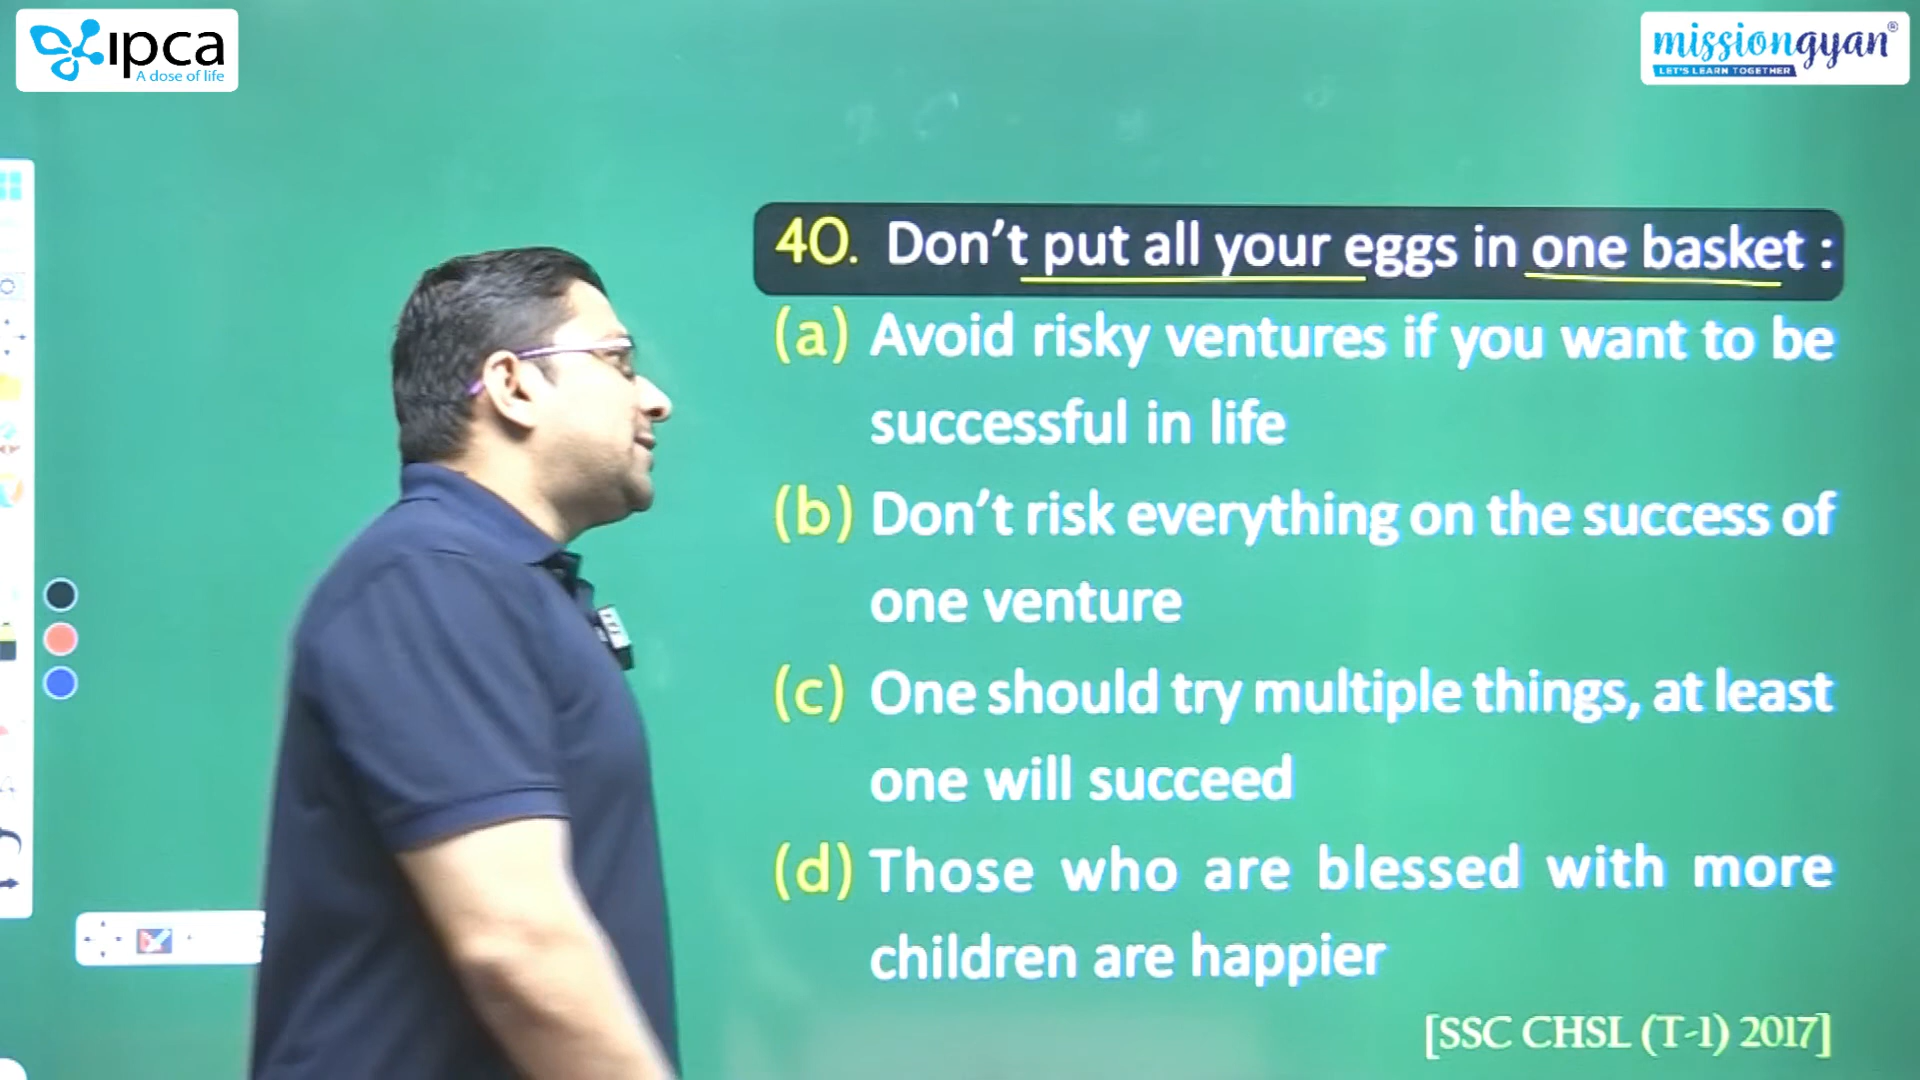 ipca
A dose of life
missiongyan®
LET'S LEARN TOGETHER
40. Don't put all your eggs in one basket :
(a) Avoid risky ventures if you want to be
successful in life
(b) Don't risk everything on the success of
one venture
(c) One should try multiple things, at least
one will succeed
(d) Those who are blessed with more
children are happier
[SSC CHSL (T-1) 2017]